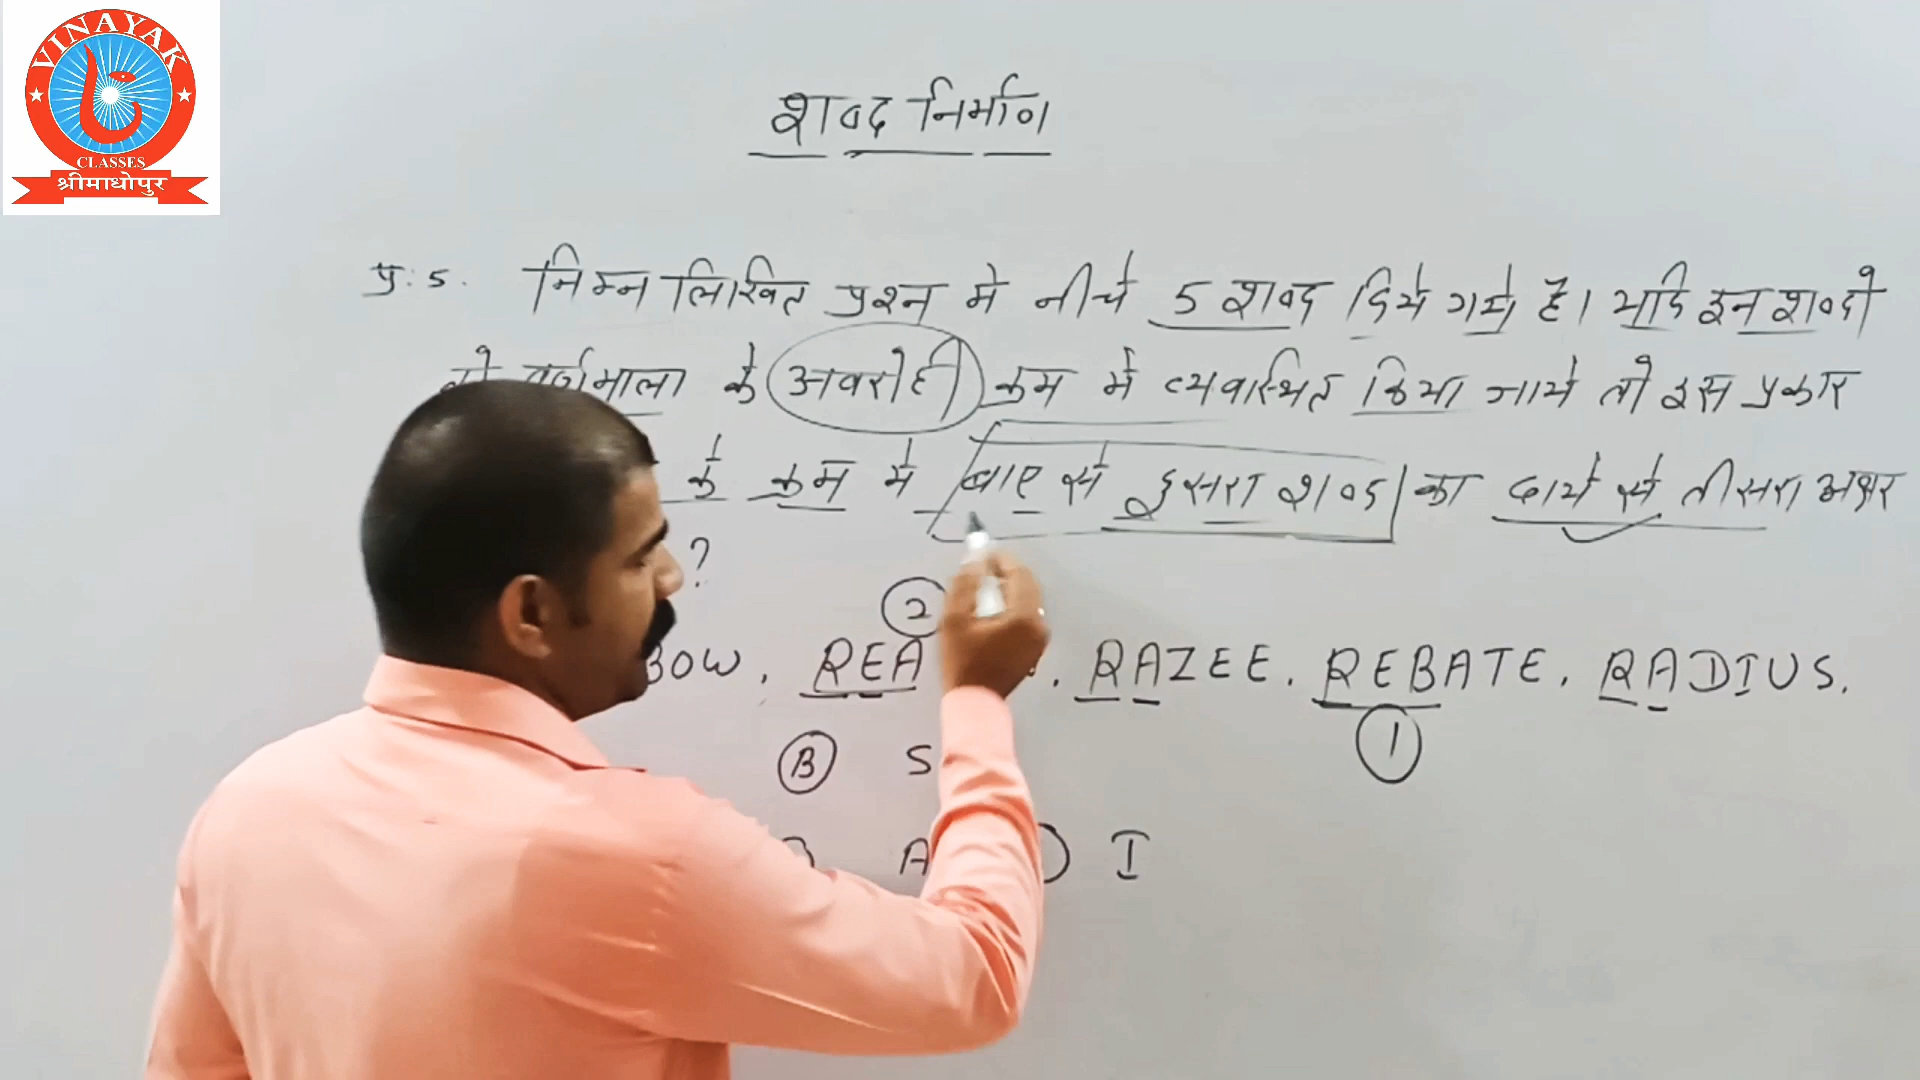 VINAYAK
CLASSES
श्रीमाधोपुर
शब्द निर्माण
प्र. 5. निम्न लिखित प्रश्न मे नीचे 5 शब्द दिये गये है। यदि इन शब्दो
को वर्णमाला के अवरोही क्रम मे व्यवस्थित किया जाये तो इस प्रकार
के क्रम मे बाए से दुसरा शब्द का दाये से तीसरा अक्षर
?
2
BOW, REA , RAZEE, REBATE, RADIUS.
1
B S
A I